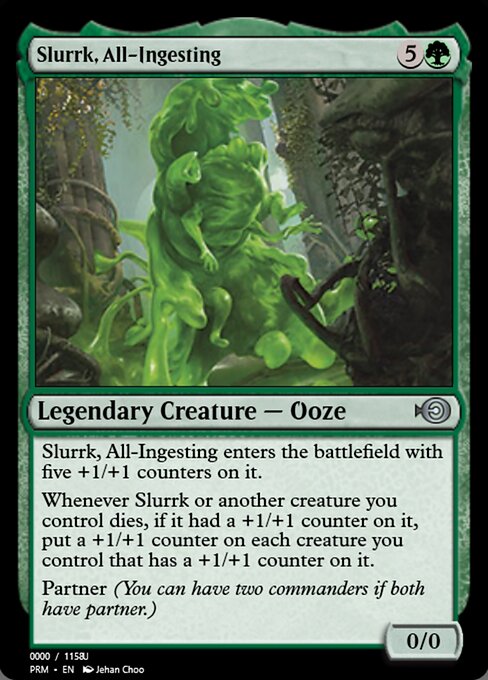 Slurrk, All-Ingesting 5
Legendary Creature — Ooze
Slurrk, All-Ingesting enters the battlefield with
five +1/+1 counters on it.
Whenever Slurrk or another creature you
control dies, if it had a +1/+1 counter on it,
put a +1/+1 counter on each creature you
control that has a +1/+1 counter on it.
Partner (You can have two commanders if both
have partner.)
0/0
0000 / 1158U
PRM • EN Jehan Choo